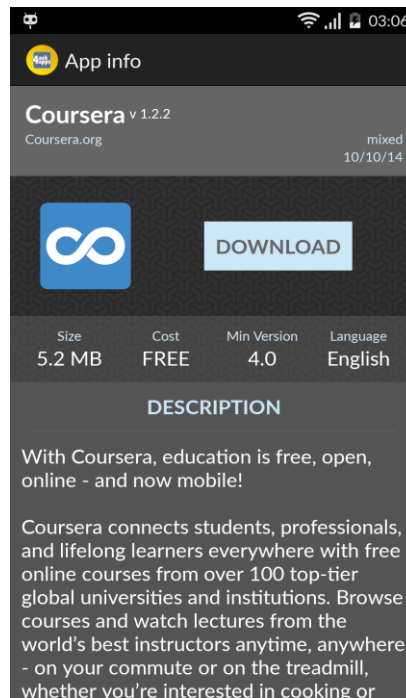 03:06
App info
Coursera v 1.2.2
Coursera.org
mixed
10/10/14
DOWNLOAD
Size Cost Min Version Language
5.2 MB FREE 4.0 English
DESCRIPTION
With Coursera, education is free, open,
online - and now mobile!
Coursera connects students, professionals,
and lifelong learners everywhere with free
online courses from over 100 top-tier
global universities and institutions. Browse
courses and watch lectures from the
world's best instructors anytime, anywhere
- on your commute or on the treadmill,
whether you're interested in cooking or